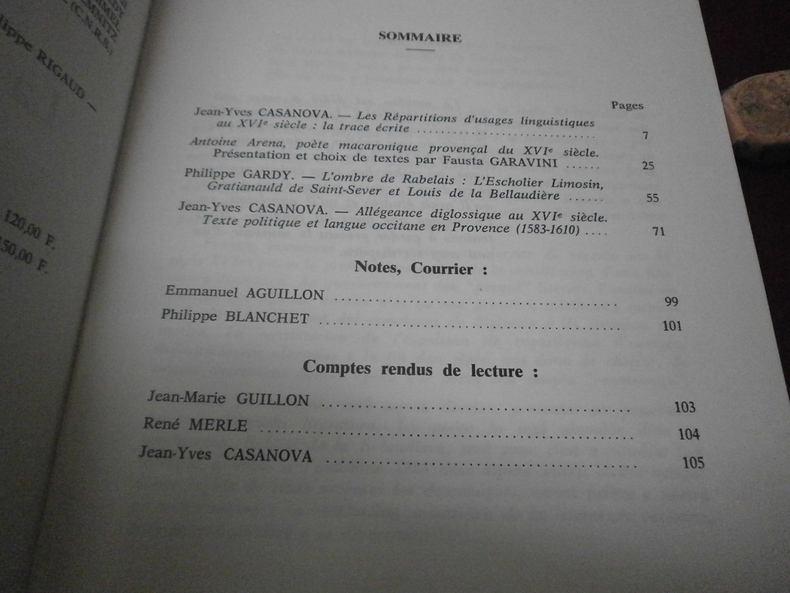 (C.N.R.S.)
RIGAUD —
120,00 F.
150,00 F.
SOMMAIRE
Pages
Jean-Yves CASANOVA. — Les Répartitions d'usages linguistiques
au XVIe siècle : la trace écrite .................... 7
Antoine Arena, poète macaronique provençal du XVIe siècle.
Présentation et choix de textes par Fausta GARAVINI ...... 25
Philippe GARDY. — L'ombre de Rabelais : L'Escholier Limosin,
Gratianauld de Saint-Sever et Louis de la Bellaudière ...... 55
Jean-Yves CASANOVA. — Allégeance diglossique au XVIe siècle.
Texte politique et langue occitane en Provence (1583-1610) .... 71
Notes, Courrier :
Emmanuel AGUILLON .................... 99
Philippe BLANCHET .................... 101
Comptes rendus de lecture :
Jean-Marie GUILLON .................... 103
René MERLE .................... 104
Jean-Yves CASANOVA .................... 105